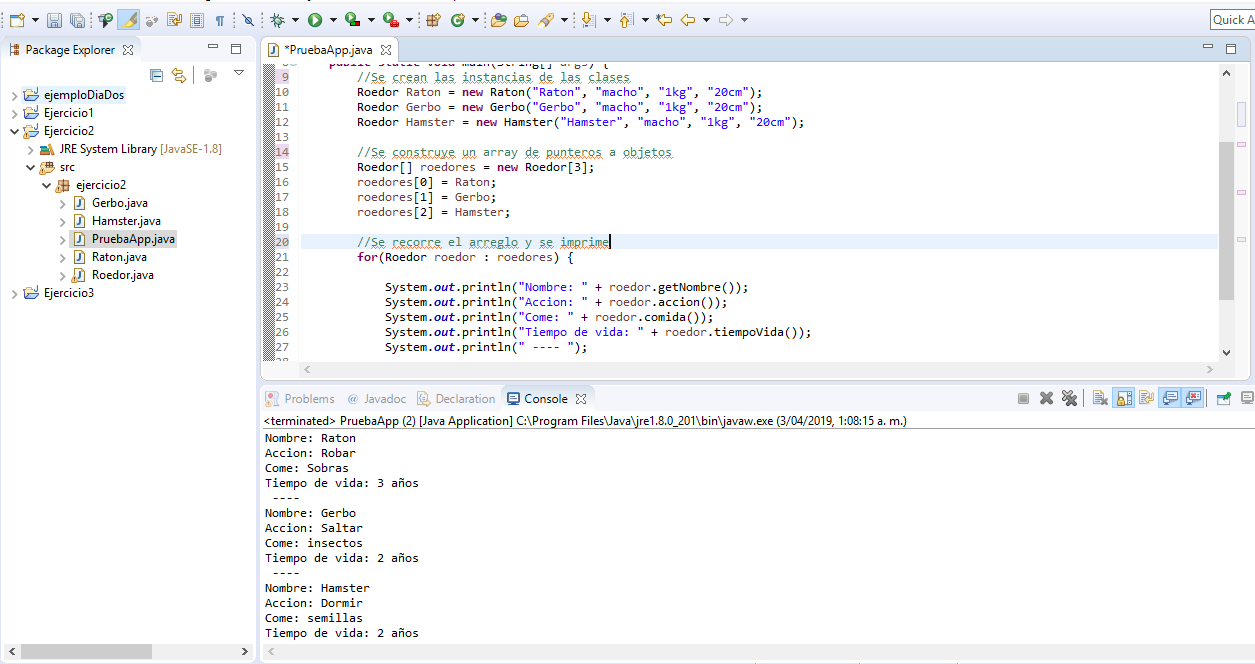 Quick A
Package Explorer
ejemploDiaDos
Ejercicio1
Ejercicio2
JRE System Library [JavaSE-1.8]
src
ejercicio2
Gerbo.java
Hamster.java
PruebaApp.java
Raton.java
Roedor.java
Ejercicio3
*PruebaApp.java
public static void main(String[] args) {
9 //Se crean las instancias de las clases
10 Roedor Raton = new Raton("Raton", "macho", "1kg", "20cm");
11 Roedor Gerbo = new Gerbo("Gerbo", "macho", "1kg", "20cm");
12 Roedor Hamster = new Hamster("Hamster", "macho", "1kg", "20cm");
13
14 //Se construye un array de punteros a objetos
15 Roedor[] roedores = new Roedor[3];
16 roedores[0] = Raton;
17 roedores[1] = Gerbo;
18 roedores[2] = Hamster;
19
20 //Se recorre el arreglo y se imprime
21 for(Roedor roedor : roedores) {
22
23 System.out.println("Nombre: " + roedor.getNombre());
24 System.out.println("Accion: " + roedor.accion());
25 System.out.println("Come: " + roedor.comida());
26 System.out.println("Tiempo de vida: " + roedor.tiempoVida());
27 System.out.println(" ---- ");
Problems @ Javadoc Declaration Console
<terminated> PruebaApp (2) [Java Application] C:\Program Files\Java\jre1.8.0_201\bin\javaw.exe (3/04/2019, 1:08:15 a. m.)
Nombre: Raton
Accion: Robar
Come: Sobras
Tiempo de vida: 3 años
----
Nombre: Gerbo
Accion: Saltar
Come: insectos
Tiempo de vida: 2 años
----
Nombre: Hamster
Accion: Dormir
Come: semillas
Tiempo de vida: 2 años